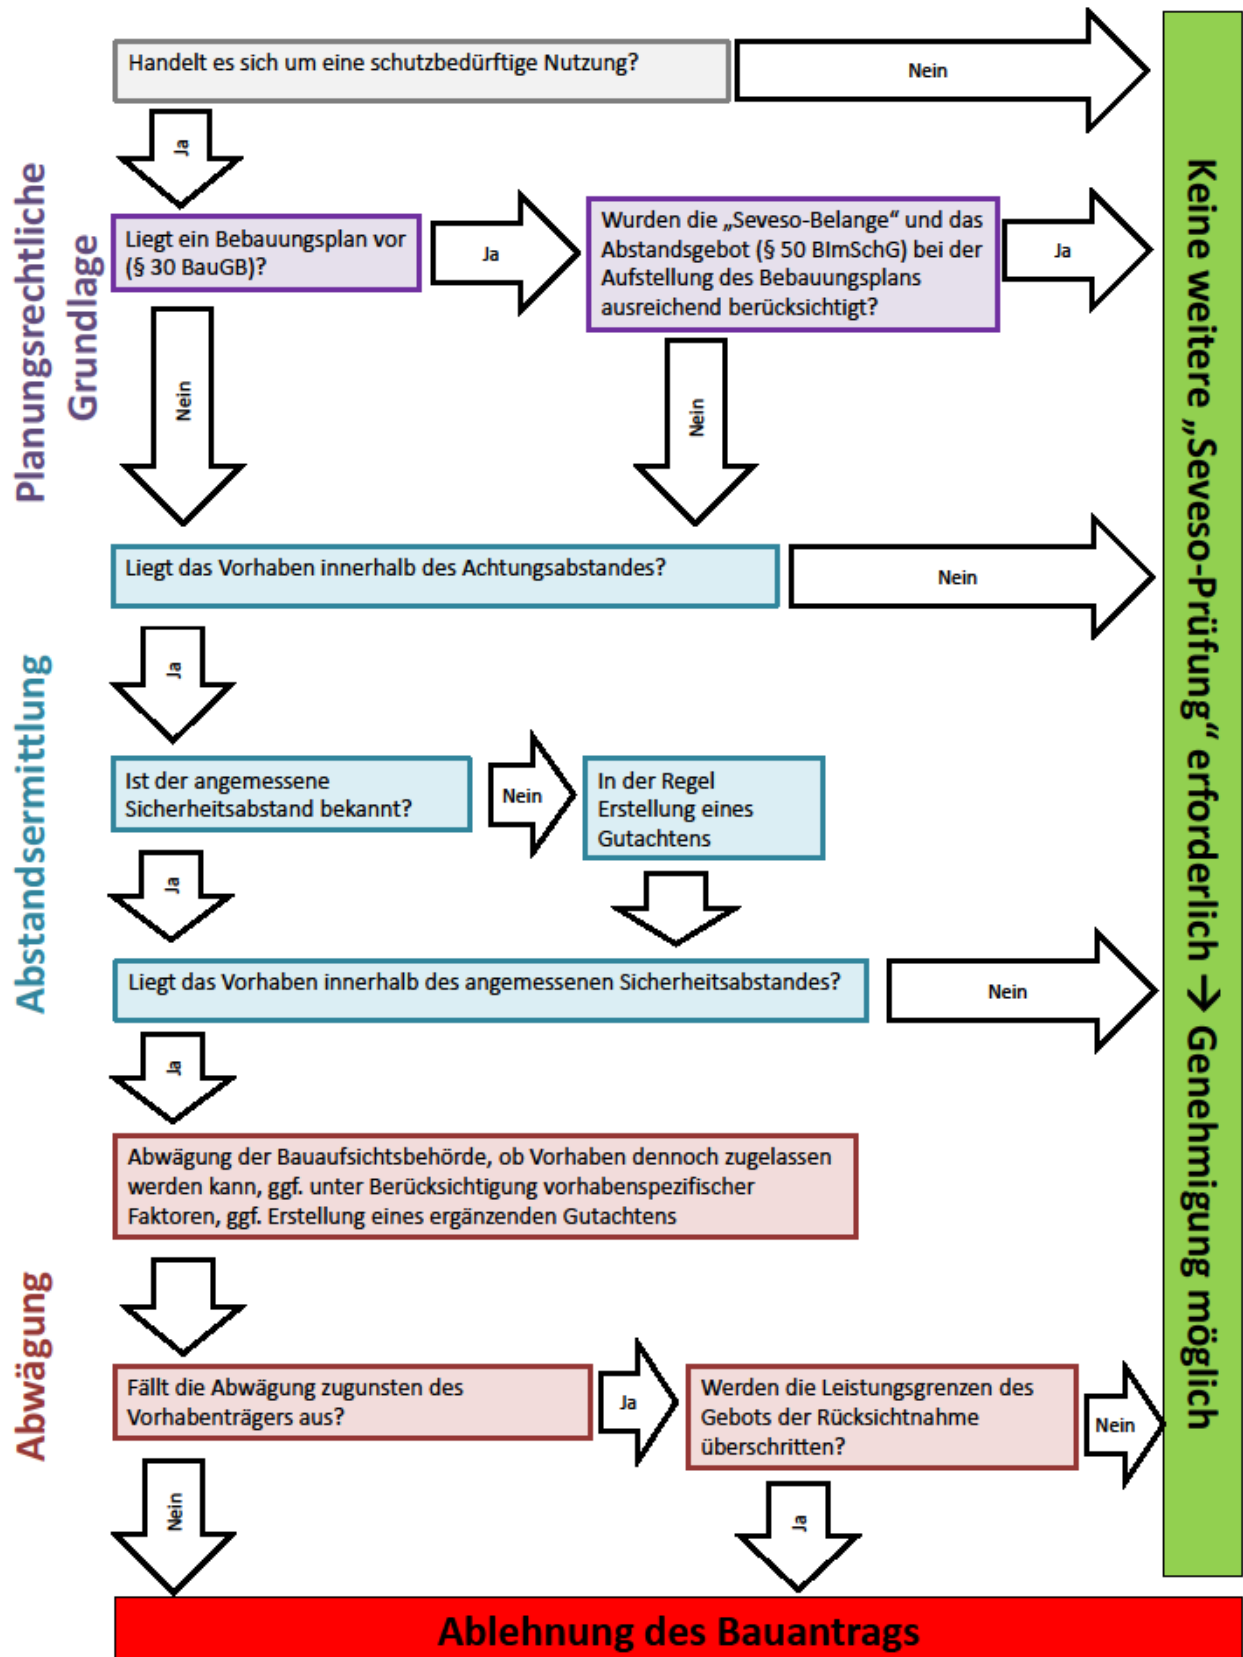 Handelt es sich um eine schutzbedürftige Nutzung?
Nein
Ja
Planungsrechtliche
Grundlage
Liegt ein Bebauungsplan vor
(§ 30 BauGB)?
Ja
Wurden die „Seveso-Belange“ und das
Abstandsgebot (§ 50 BImSchG) bei der
Aufstellung des Bebauungsplans
ausreichend berücksichtigt?
Ja
Nein
Nein
Liegt das Vorhaben innerhalb des Achtungsabstandes?
Nein
Ja
Abstandsermittlung
Ist der angemessene
Sicherheitsabstand bekannt?
Nein
In der Regel
Erstellung eines
Gutachtens
Ja
Liegt das Vorhaben innerhalb des angemessenen Sicherheitsabstandes?
Nein
Ja
Abwägung der Bauaufsichtsbehörde, ob Vorhaben dennoch zugelassen
werden kann, ggf. unter Berücksichtigung vorhabenspezifischer
Faktoren, ggf. Erstellung eines ergänzenden Gutachtens
Abwägung
Fällt die Abwägung zugunsten des
Vorhabenträgers aus?
Ja
Werden die Leistungsgrenzen des
Gebots der Rücksichtnahme
überschritten?
Nein
Nein
Ja
Keine weitere „Seveso-Prüfung“ erforderlich → Genehmigung möglich
Ablehnung des Bauantrags